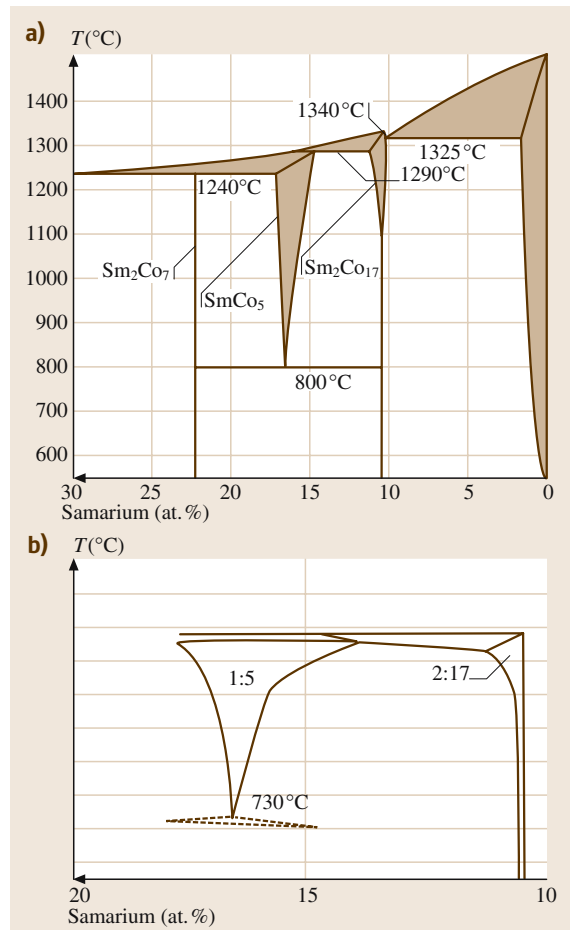 a) T(°C)
1400
1340°C
1300
1325°C
1290°C
1240°C
1200
1100
Sm₂Co₇
Sm₂Co₁₇
1000
SmCo₅
900
800
800°C
700
600
30 25 20 15 10 5 0
Samarium (at.%)
b) T(°C)
1:5
2:17
730°C
20 15 10
Samarium (at.%)